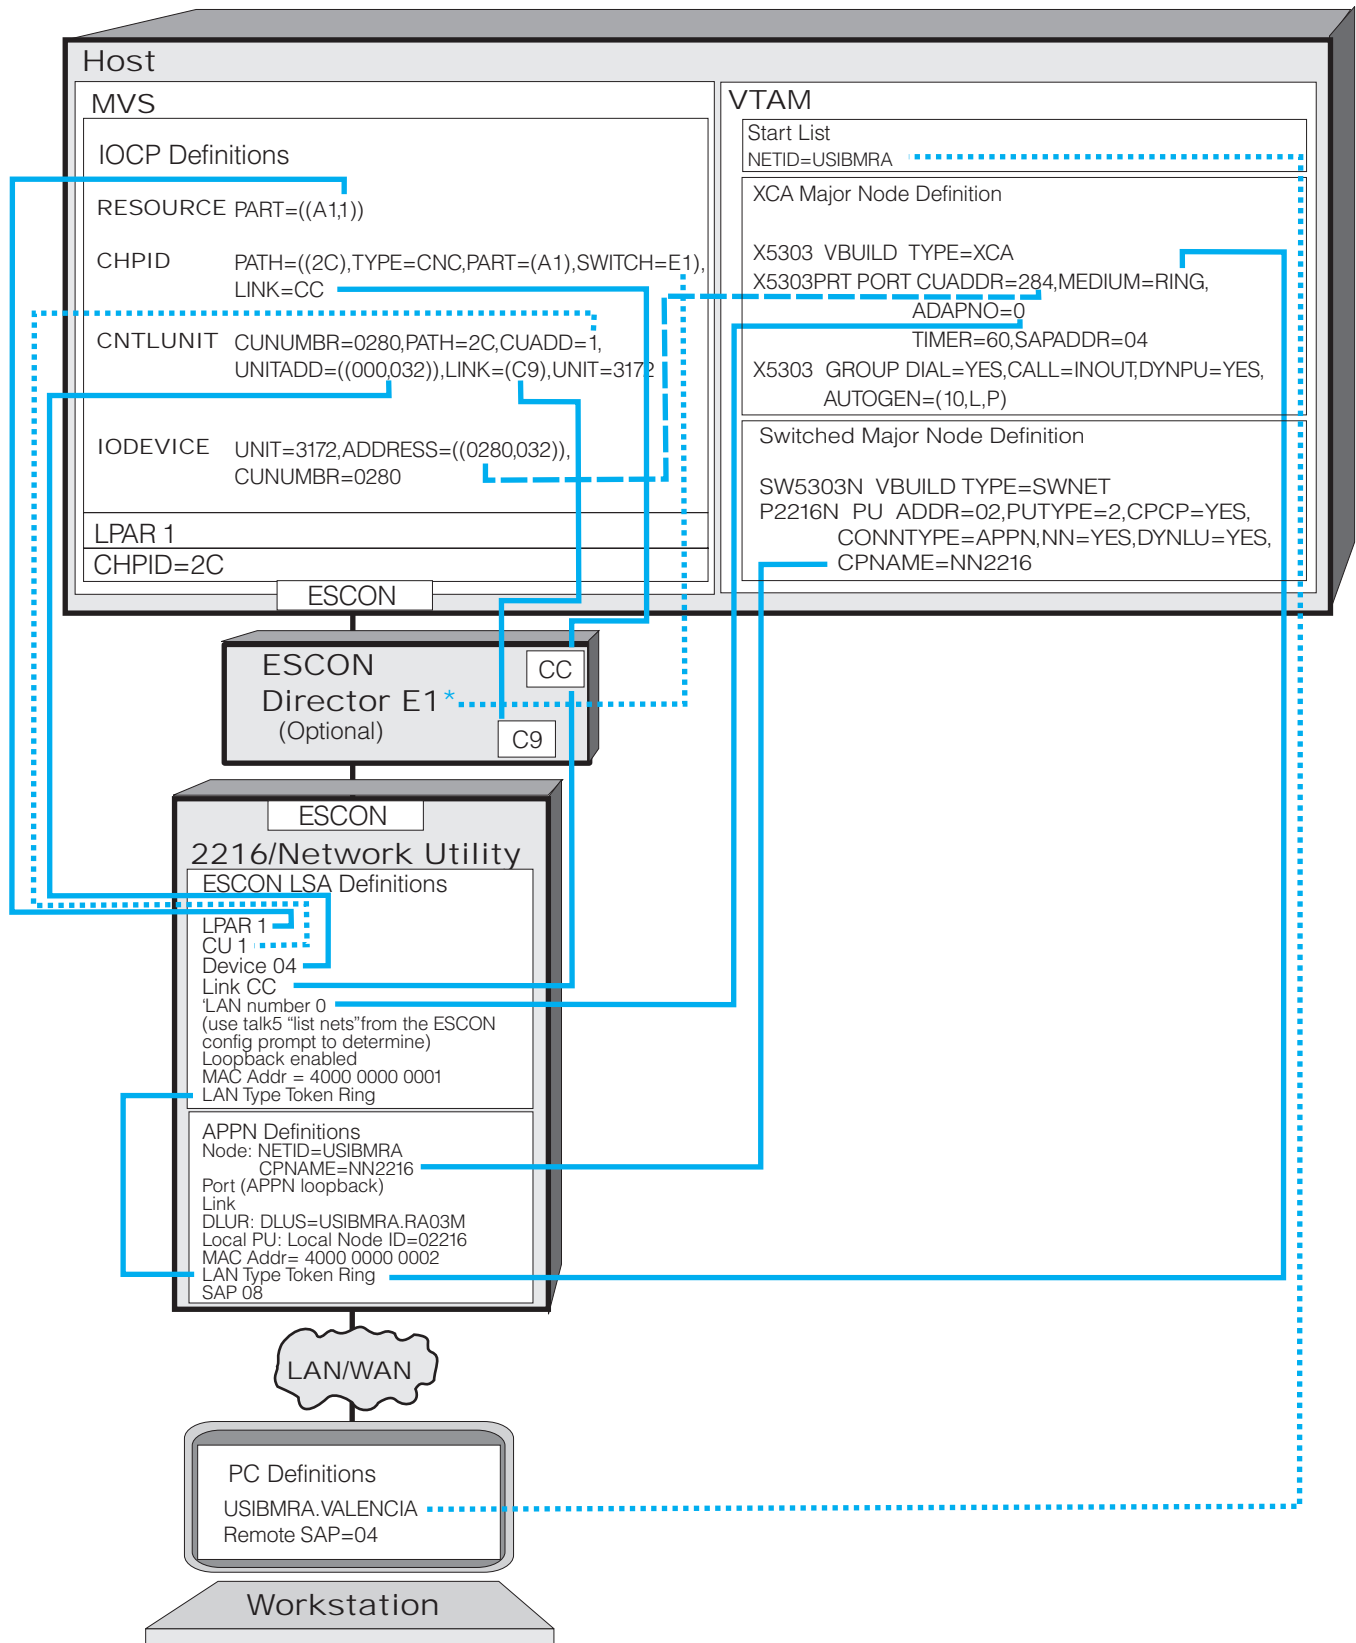 Host
MVS
IOCP Definitions
RESOURCE PART=((A1,1))
CHPID PATH=((2C),TYPE=CNC,PART=(A1),SWITCH=E1),
LINK=CC
CNTLUNIT CUNUMBR=0280,PATH=2C,CUADD=1,
UNITADD=((000,032)),LINK=(C9),UNIT=3172
IODEVICE UNIT=3172,ADDRESS=((0280,032)),
CUNUMBR=0280
LPAR 1
CHPID=2C
ESCON
VTAM
Start List
NETID=USIBMRA
XCA Major Node Definition
X5303 VBUILD TYPE=XCA
X5303PRT PORT CUADDR=284,MEDIUM=RING,
ADAPNO=0
TIMER=60,SAPADDR=04
X5303 GROUP DIAL=YES,CALL=INOUT,DYNPU=YES,
AUTOGEN=(10,L,P)
Switched Major Node Definition
SW5303N VBUILD TYPE=SWNET
P2216N PU ADDR=02,PUTYPE=2,CPCP=YES,
CONNTYPE=APPN,NN=YES,DYNLU=YES,
CPNAME=NN2216
ESCON
Director E1*
(Optional)
CC
C9
ESCON
2216/Network Utility
ESCON LSA Definitions
LPAR 1
CU 1
Device 04
Link CC
‘LAN number 0
(use talk5 “list nets”from the ESCON
config prompt to determine)
Loopback enabled
MAC Addr = 4000 0000 0001
LAN Type Token Ring
APPN Definitions
Node: NETID=USIBMRA
CPNAME=NN2216
Port (APPN loopback)
Link
DLUR: DLUS=USIBMRA.RA03M
Local PU: Local Node ID=02216
MAC Addr= 4000 0000 0002
LAN Type Token Ring
SAP 08
LAN/WAN
PC Definitions
USIBMRA.VALENCIA
Remote SAP=04
Workstation